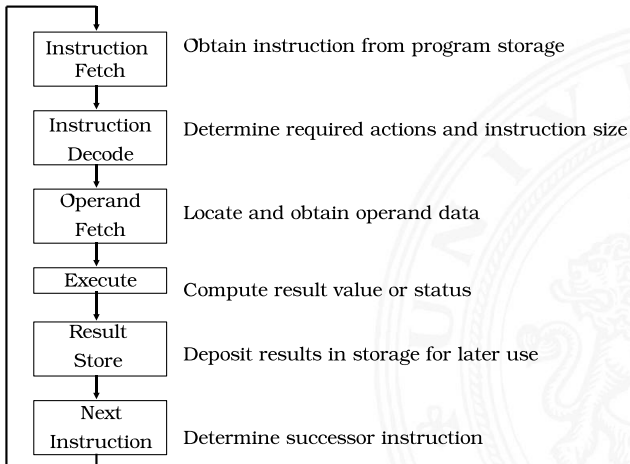 Instruction
Fetch
Obtain instruction from program storage
Instruction
Decode
Determine required actions and instruction size
Operand
Fetch
Locate and obtain operand data
Execute
Compute result value or status
Result
Store
Deposit results in storage for later use
Next
Instruction
Determine successor instruction
U N I V